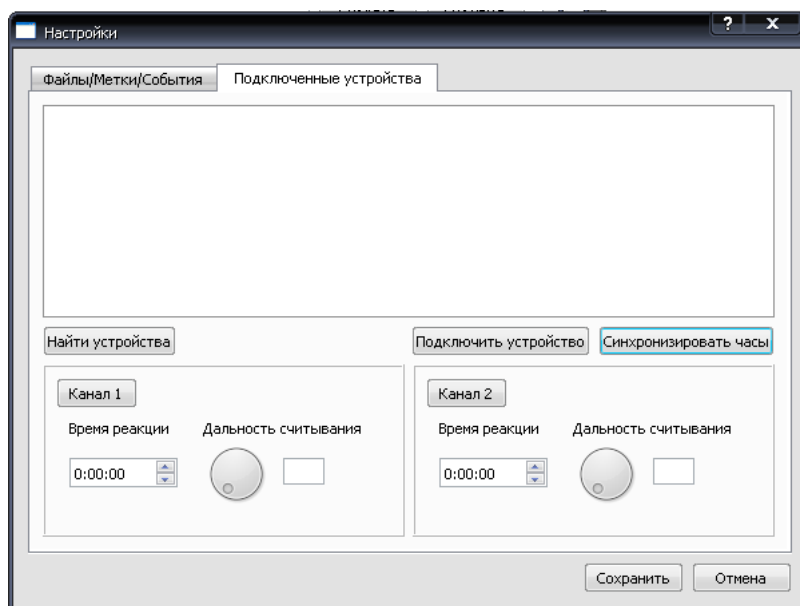 Настройки
Файлы/Метки/События Подключенные устройства
Найти устройства Подключить устройство Синхронизировать часы
Канал 1 Канал 2
Время реакции Дальность считывания Время реакции Дальность считывания
0:00:00 0:00:00
Сохранить Отмена